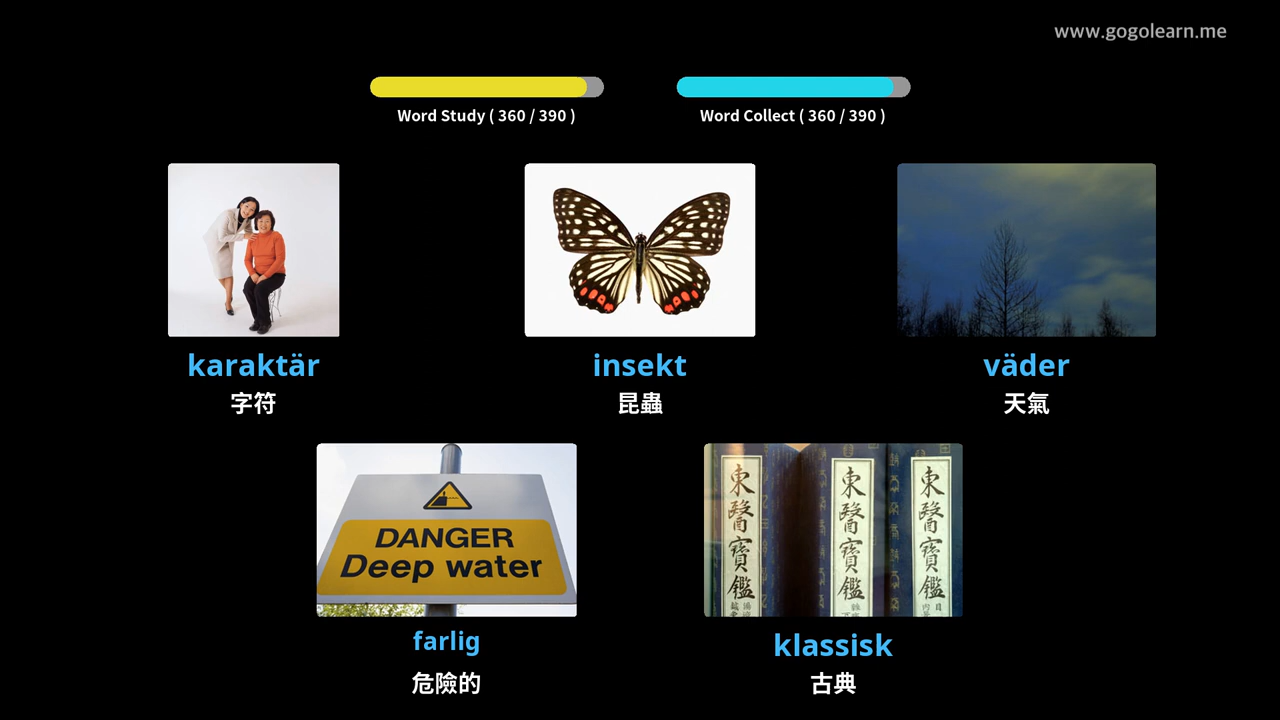 www.gogolearn.me
Word Study ( 360 / 390 )
Word Collect ( 360 / 390 )
karaktär
字符
insekt
昆蟲
väder
天氣
DANGER
Deep water
farlig
危險的
東醫寶鑑
東醫寶鑑
東醫寶鑑
klassisk
古典